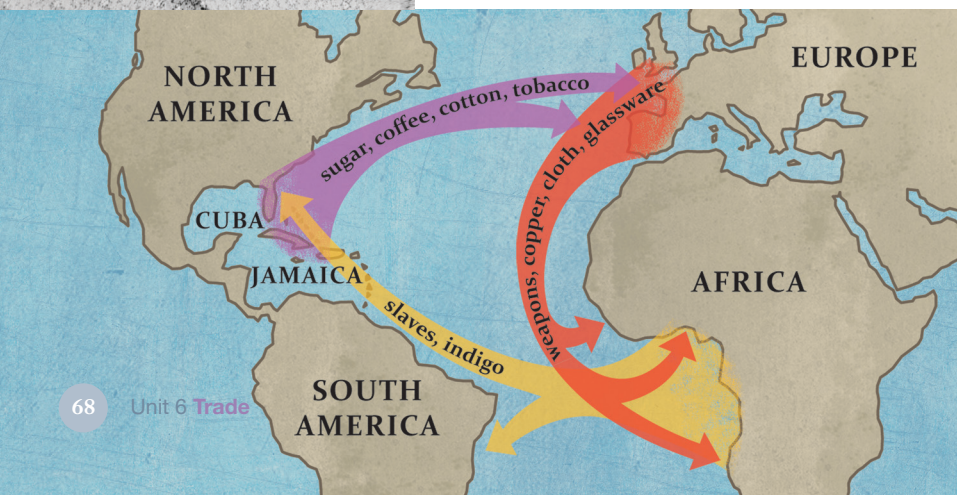 NORTH
AMERICA
EUROPE
sugar, coffee, cotton, tobacco
weapons, copper, cloth, glassware
CUBA
JAMAICA
AFRICA
slaves, indigo
SOUTH
AMERICA
68 Unit 6 Trade